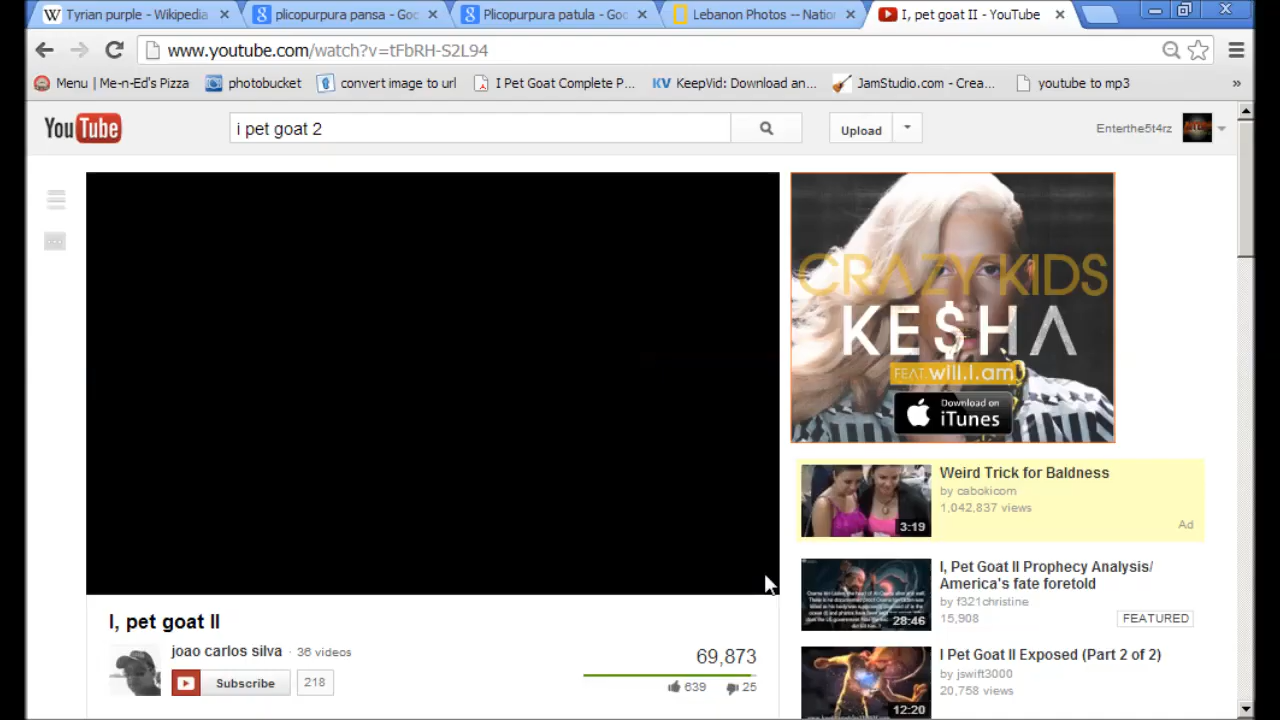 Tyrian purple - Wikipedia
plicopurpura pansa - Goo
Plicopurpura patula - Goo
Lebanon Photos -- Natio
I, pet goat II - YouTube
www.youtube.com/watch?v=tFbRH-S2L94
Menu | Me-n-Ed's Pizza
photobucket
convert image to url
I Pet Goat Complete P...
KV KeepVid: Download an...
JamStudio.com - Crea...
youtube to mp3
»
YouTube
i pet goat 2
Upload
Enterthe5t4rz
CRAZY KIDS
KE$HA
FEAT. will.i.am
Download on
iTunes
Weird Trick for Baldness
by cabokicom
1,042,837 views
Ad
3:19
I, Pet Goat II Prophecy Analysis/
America's fate foretold
by f321christine
15,908
FEATURED
28:46
I, pet goat II
joao carlos silva · 36 videos
Subscribe
218
69,873
639
25
I Pet Goat II Exposed (Part 2 of 2)
by jswift3000
20,758 views
12:20